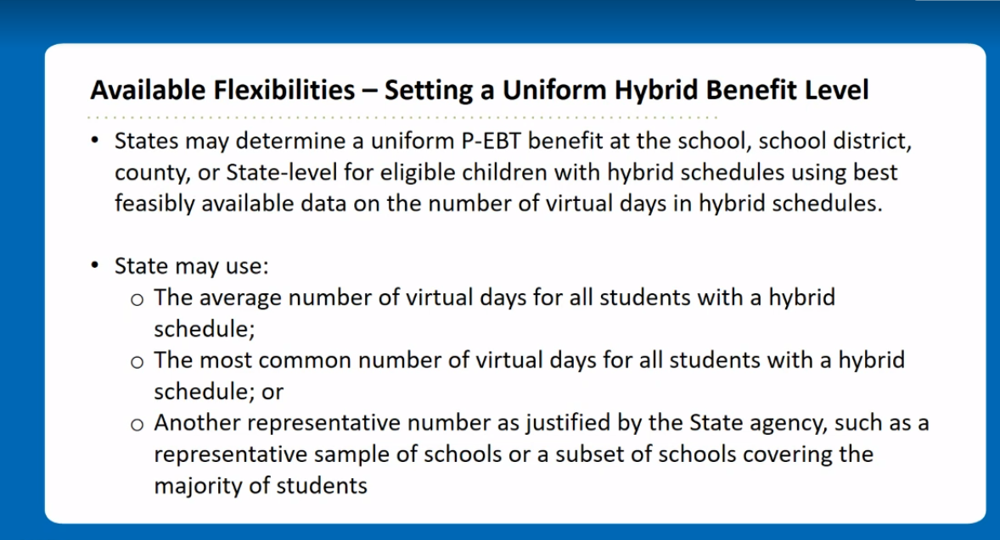 Available Flexibilities – Setting a Uniform Hybrid Benefit Level
• States may determine a uniform P-EBT benefit at the school, school district,
county, or State-level for eligible children with hybrid schedules using best
feasibly available data on the number of virtual days in hybrid schedules.
• State may use:
o The average number of virtual days for all students with a hybrid
schedule;
o The most common number of virtual days for all students with a hybrid
schedule; or
o Another representative number as justified by the State agency, such as a
representative sample of schools or a subset of schools covering the
majority of students